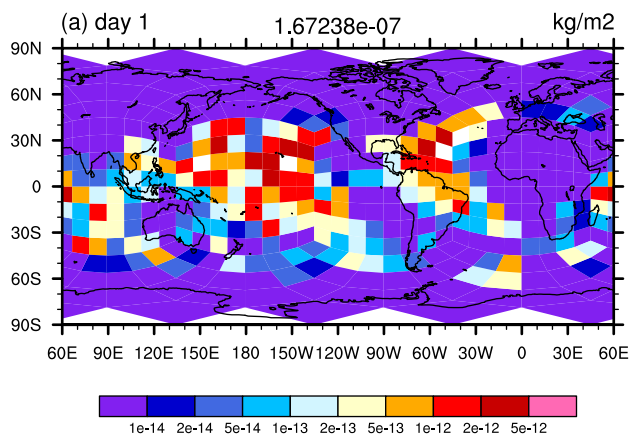 (a) day 1 1.67238e-07 kg/m2
90N
60N
30N
0
30S
60S
90S
60E 90E 120E 150E 180 150W 120W 90W 60W 30W 0 30E 60E
1e-14 2e-14 5e-14 1e-13 2e-13 5e-13 1e-12 2e-12 5e-12